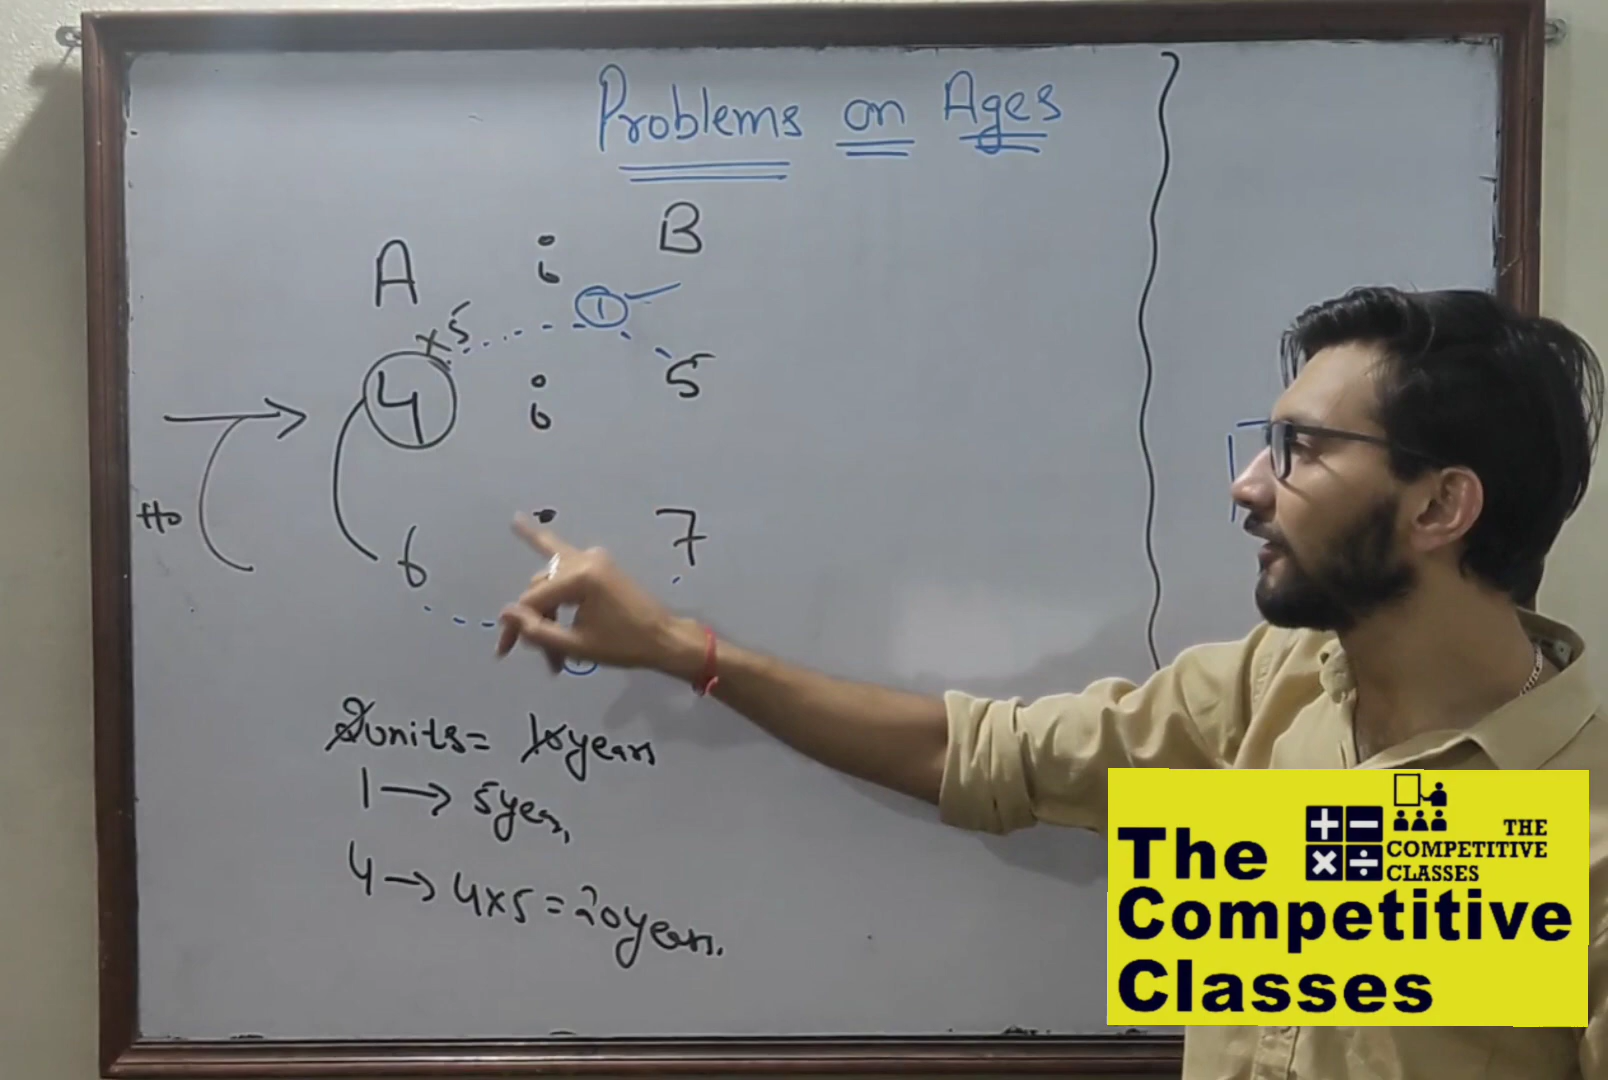 Problems on Ages
A : B
1
×5
4 : 5
6 : 7
2units = 10years
1 → 5years
4 → 4×5 = 20years.
+ − × ÷
THE
COMPETITIVE
CLASSES
The
Competitive
Classes